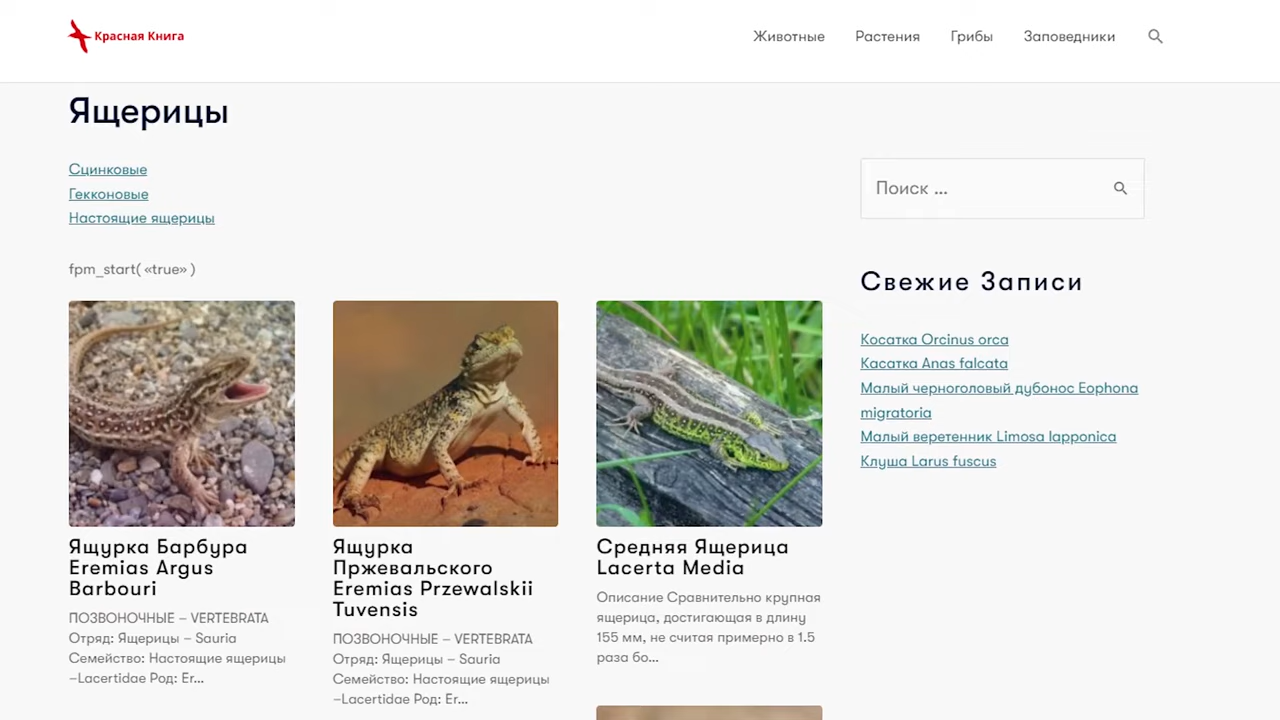 Красная Книга
Животные
Растения
Грибы
Заповедники
Ящерицы
Сцинковые
Гекконовые
Настоящие ящерицы
fpm_start( «true» )
Ящурка Барбура
Eremias Argus
Barbouri
ПОЗВОНОЧНЫЕ – VERTEBRATA
Отряд: Ящерицы – Sauria
Семейство: Настоящие ящерицы
–Lacertidae Род: Er...
Ящурка
Пржевальского
Eremias Przewalskii
Tuvensis
ПОЗВОНОЧНЫЕ – VERTEBRATA
Отряд: Ящерицы – Sauria
Семейство: Настоящие ящерицы
–Lacertidae Род: Er...
Средняя Ящерица
Lacerta Media
Описание Сравнительно крупная
ящерица, достигающая в длину
155 мм, не считая примерно в 1.5
раза бо...
Поиск ...
Свежие Записи
Косатка Orcinus orca
Касатка Anas falcata
Малый черноголовый дубонос Eophona
migratoria
Малый веретенник Limosa lapponica
Клуша Larus fuscus